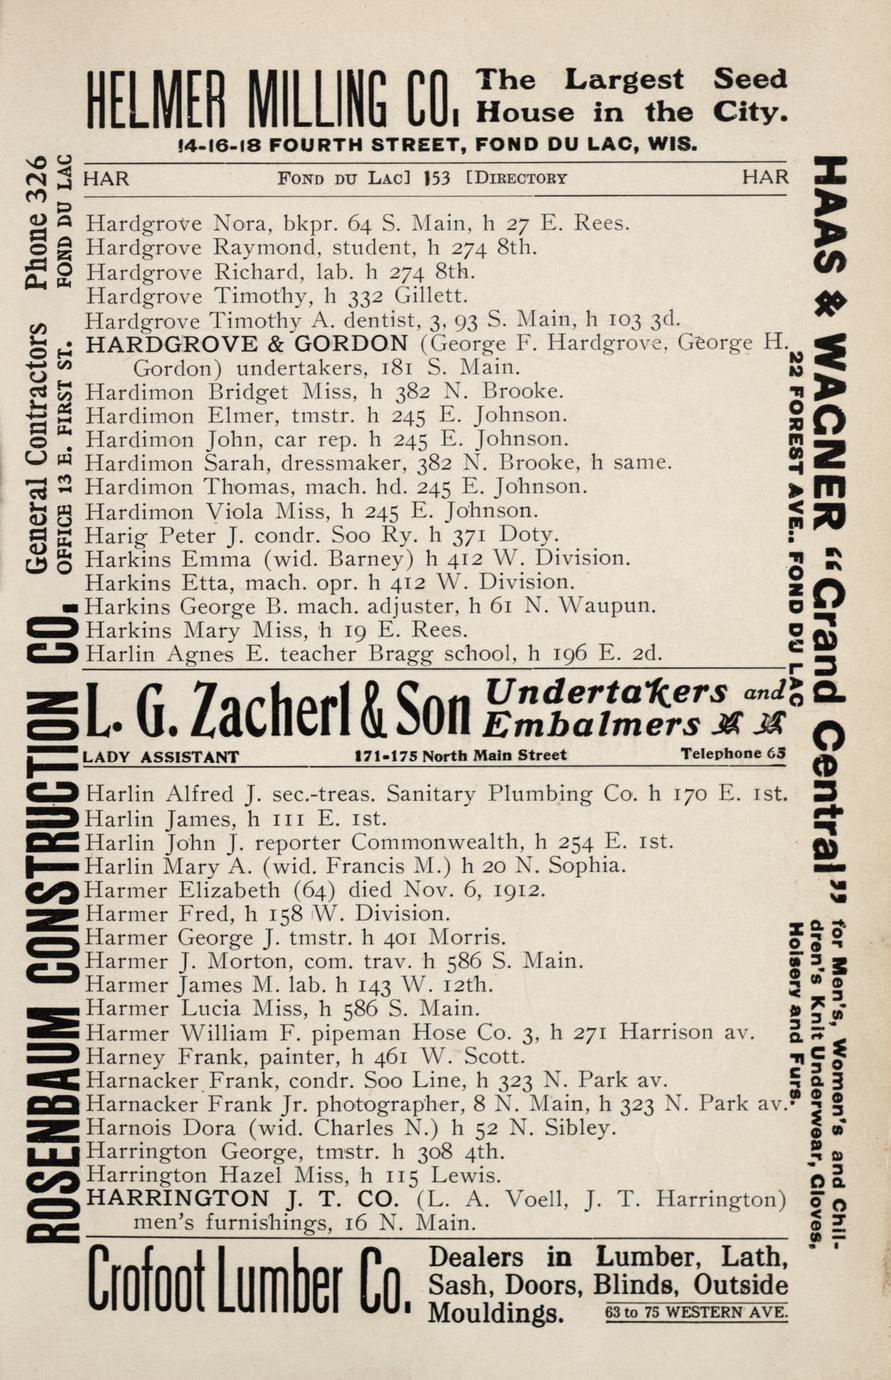 HELMER MILLING CO. The Largest Seed
House in the City.
14-16-18 FOURTH STREET, FOND DU LAC, WIS.
HAR FOND DU LAC] 153 [DIRECTORY HAR
Hardgrove Nora, bkpr. 64 S. Main, h 27 E. Rees.
Hardgrove Raymond, student, h 274 8th.
Hardgrove Richard, lab. h 274 8th.
Hardgrove Timothy, h 332 Gillett.
Hardgrove Timothy A. dentist, 3, 93 S. Main, h 103 3d.
HARDGROVE & GORDON (George F. Hardgrove, George H.
Gordon) undertakers, 181 S. Main.
Hardimon Bridget Miss, h 382 N. Brooke.
Hardimon Elmer, tmstr. h 245 E. Johnson.
Hardimon John, car rep. h 245 E. Johnson.
Hardimon Sarah, dressmaker, 382 N. Brooke, h same.
Hardimon Thomas, mach. hd. 245 E. Johnson.
Hardimon Viola Miss, h 245 E. Johnson.
Harig Peter J. condr. Soo Ry. h 371 Doty.
Harkins Emma (wid. Barney) h 412 W. Division.
Harkins Etta, mach. opr. h 412 W. Division.
Harkins George B. mach. adjuster, h 61 N. Waupun.
Harkins Mary Miss, h 19 E. Rees.
Harlin Agnes E. teacher Bragg school, h 196 E. 2d.
L. G. Zacherl & Son Undertakers and
Embalmers
LADY ASSISTANT 171-175 North Main Street Telephone 63
Harlin Alfred J. sec.-treas. Sanitary Plumbing Co. h 170 E. 1st.
Harlin James, h 111 E. 1st.
Harlin John J. reporter Commonwealth, h 254 E. 1st.
Harlin Mary A. (wid. Francis M.) h 20 N. Sophia.
Harmer Elizabeth (64) died Nov. 6, 1912.
Harmer Fred, h 158 W. Division.
Harmer George J. tmstr. h 401 Morris.
Harmer J. Morton, com. trav. h 586 S. Main.
Harmer James M. lab. h 143 W. 12th.
Harmer Lucia Miss, h 586 S. Main.
Harmer William F. pipeman Hose Co. 3, h 271 Harrison av.
Harney Frank, painter, h 461 W. Scott.
Harnacker Frank, condr. Soo Line, h 323 N. Park av.
Harnacker Frank Jr. photographer, 8 N. Main, h 323 N. Park av.
Harnois Dora (wid. Charles N.) h 52 N. Sibley.
Harrington George, tmstr. h 308 4th.
Harrington Hazel Miss, h 115 Lewis.
HARRINGTON J. T. CO. (L. A. Voell, J. T. Harrington)
men's furnishings, 16 N. Main.
Crofoot Lumber Co. Dealers in Lumber, Lath,
Sash, Doors, Blinds, Outside
Mouldings. 63 to 75 WESTERN AVE.
ROSENBAUM CONSTRUCTION CO. General Contractors Phone 326
OFFICE 13 E. FIRST ST. FOND DU LAC
HAAS & WAGNER "Grand Central" for Men's, Women's and Chil-
dren's Knit Underwear, Gloves,
Hoisery and Furs.
22 FOREST AVE., FOND DU LAC